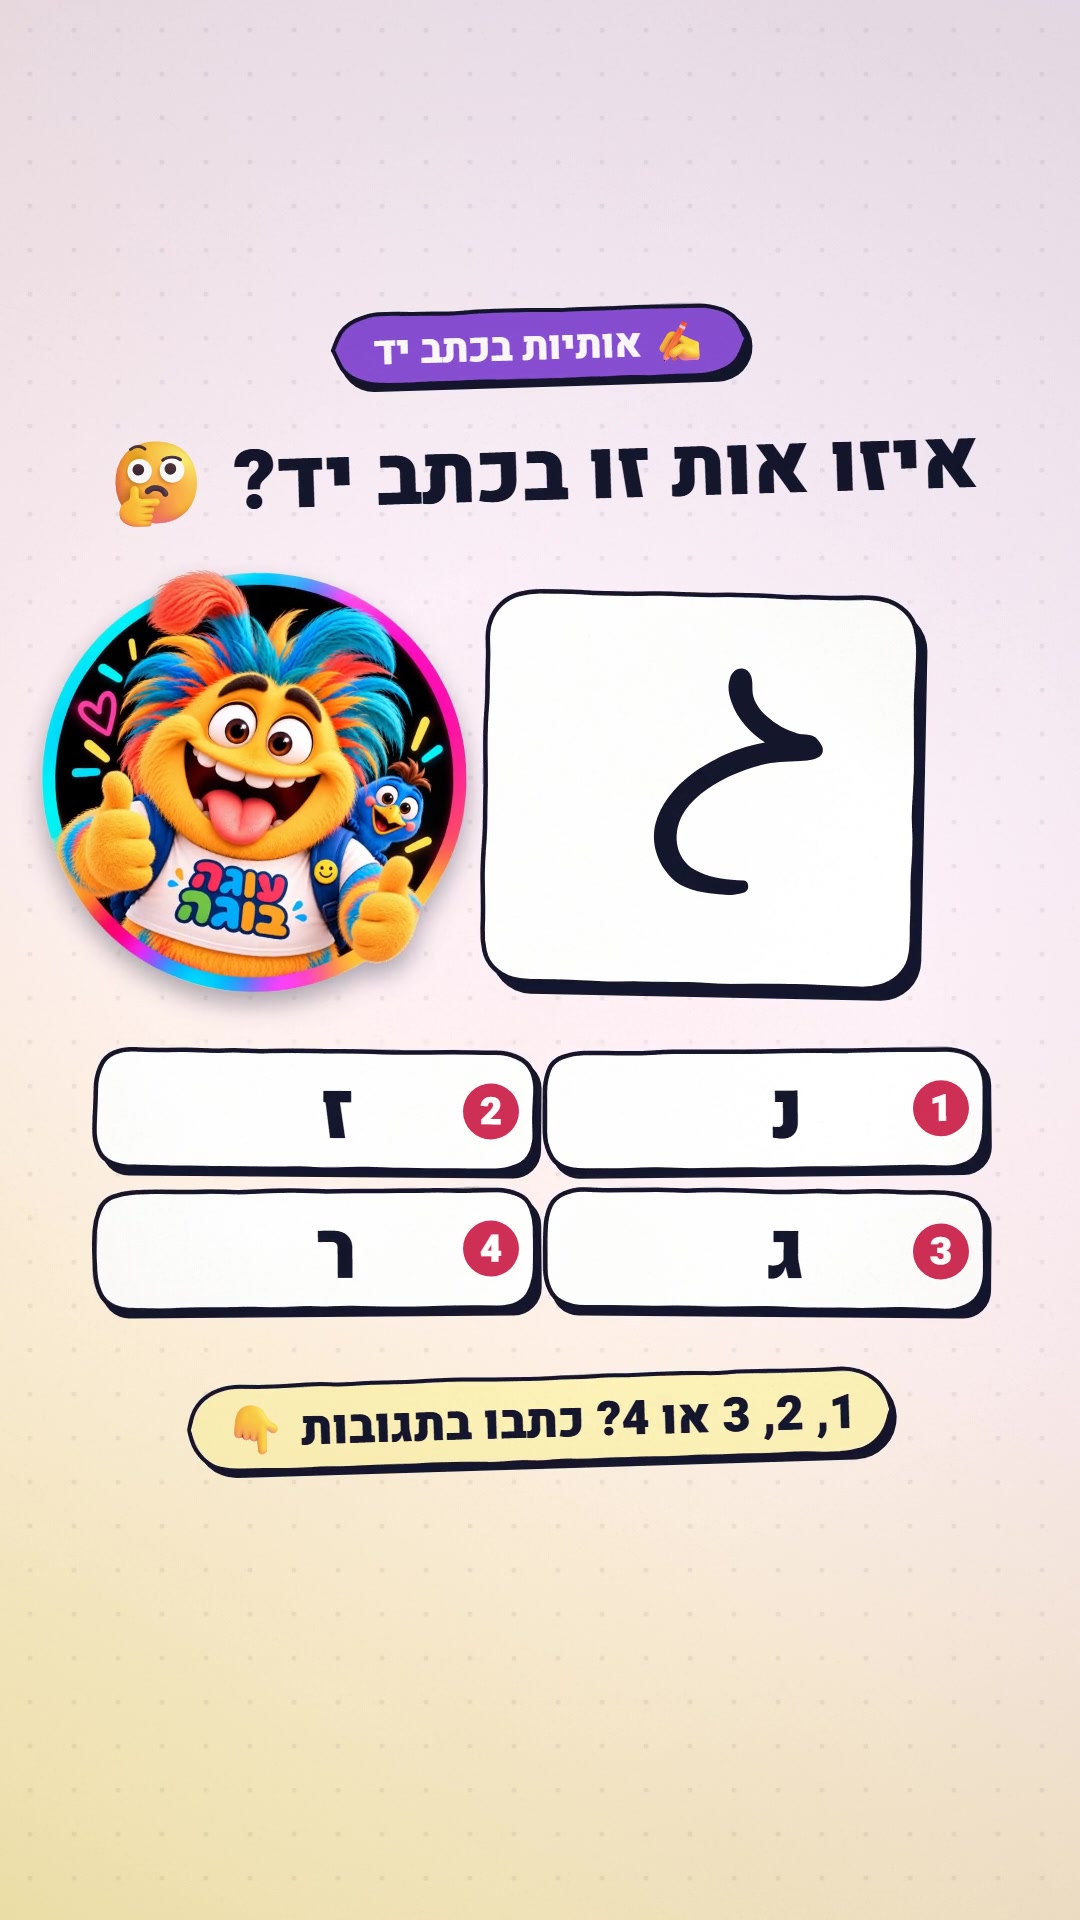 ✍️ אותיות בכתב יד
איזו אות זו בכתב יד? 🤔
ג
עוגה
בוגה
1 נ
2 ז
3 ג
4 ר
1, 2, 3 או 4? כתבו בתגובות 👇